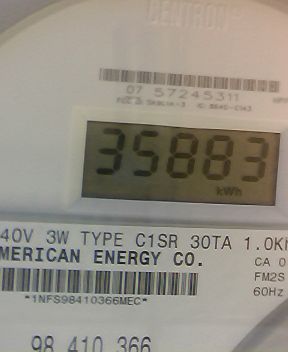 CENTRON
07 57245311
35883
kWh
40V 3W TYPE C1SR 30TA 1.0K
MERICAN ENERGY CO.
CA 0
FM2S
60Hz
*1NFS98410366MEC*
98 410 366